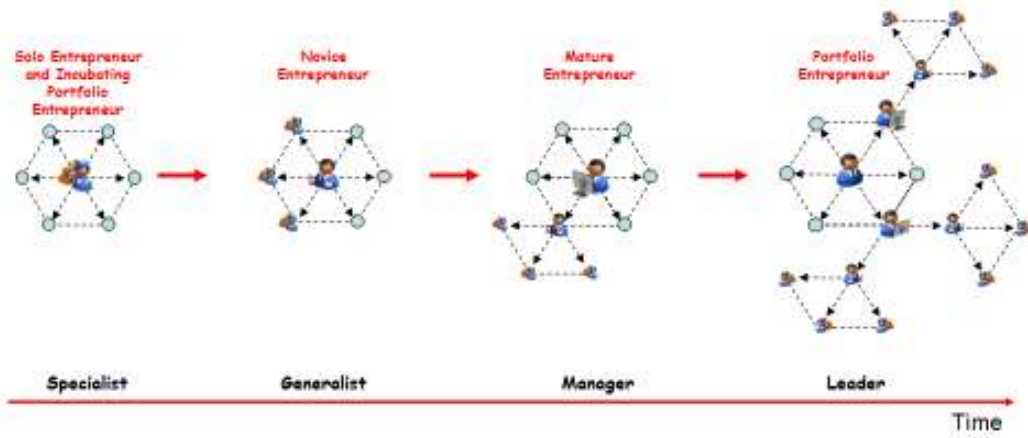 Solo Entrepreneur
and Incubating
Portfolio
Entrepreneur
Novice
Entrepreneur
Mature
Entrepreneur
Portfolio
Entrepreneur
Specialist
Generalist
Manager
Leader
Time